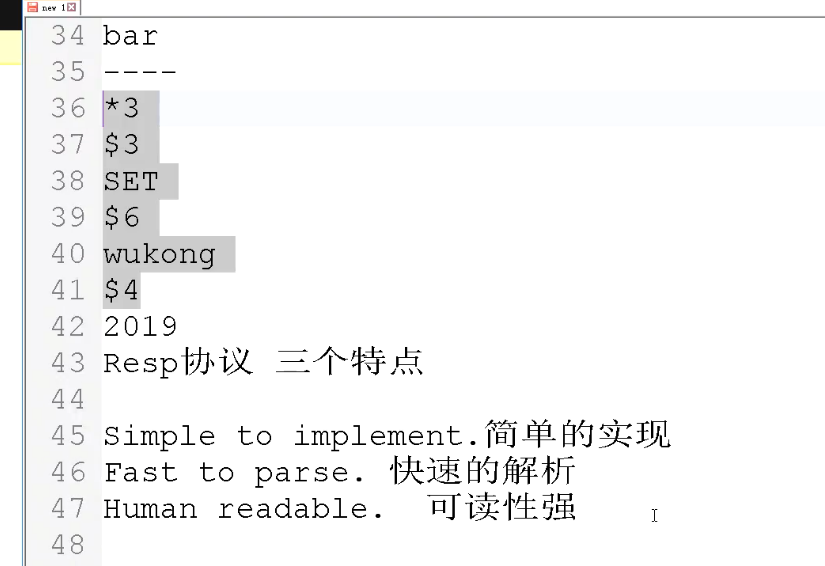 new 1
34 bar
35 ----
36 *3
37 $3
38 SET
39 $6
40 wukong
41 $4
42 2019
43 Resp协议 三个特点
44
45 Simple to implement.简单的实现
46 Fast to parse. 快速的解析
47 Human readable. 可读性强
48